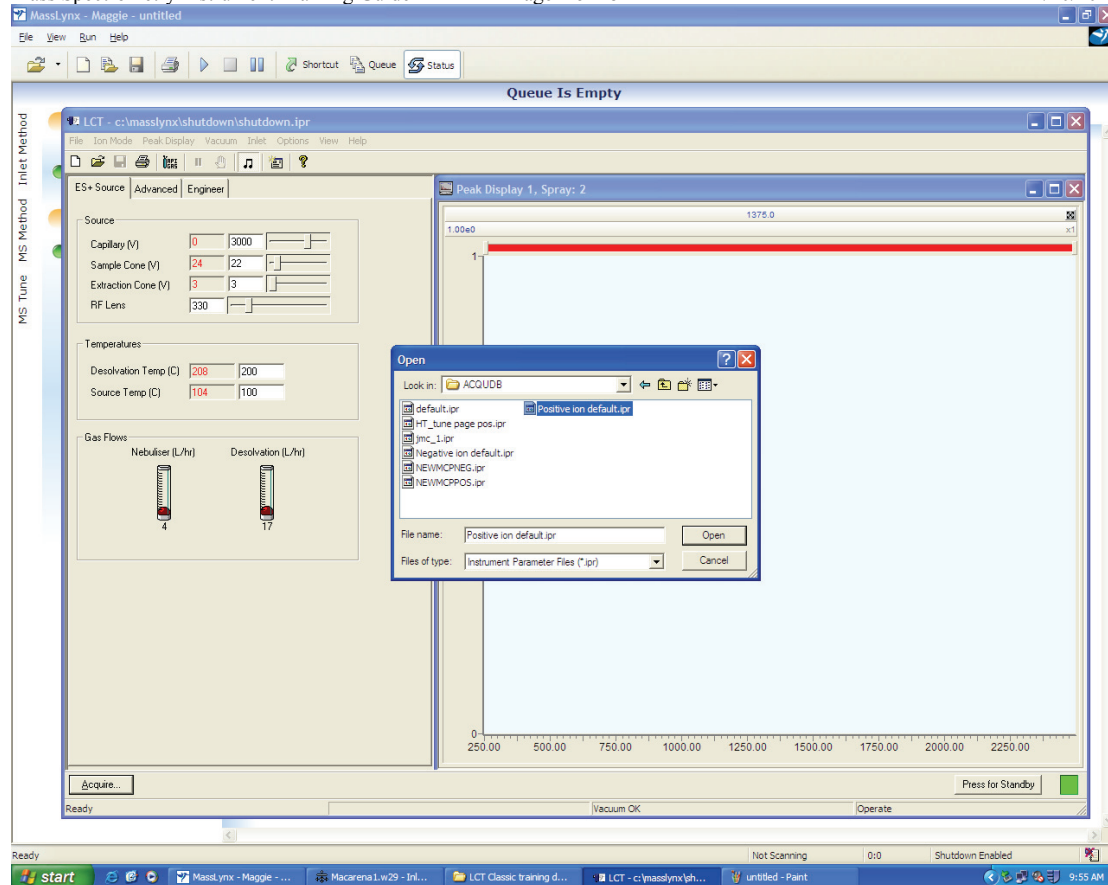 MassLynx - Maggie - untitled
File View Run Help
Shortcut Queue Status
Queue Is Empty
Inlet Method
MS Method
MS Tune
LCT - c:\masslynx\shutdown\shutdown.ipr
File Ion Mode Peak Display Vacuum Inlet Options View Help
ES+ Source Advanced Engineer
Source
Capillary (V) 0 3000
Sample Cone (V) 24 22
Extraction Cone (V) 3 3
RF Lens 330
Temperatures
Desolvation Temp (C) 208 200
Source Temp (C) 104 100
Gas Flows
Nebuliser (L/hr) Desolvation (L/hr)
4 17
Peak Display 1, Spray: 2
1375.0
1.00e0 x1
1
0
250.00 500.00 750.00 1000.00 1250.00 1500.00 1750.00 2000.00 2250.00
Open
Look in: ACQUDB
default.ipr Positive ion default.ipr
HT_tune page pos.ipr
jmc_1.ipr
Negative ion default.ipr
NEWMCPNEG.ipr
NEWMCPPOS.ipr
File name: Positive ion default.ipr Open
Files of type: Instrument Parameter Files (*.ipr) Cancel
Acquire... Press for Standby
Ready Vacuum OK Operate
Ready Not Scanning 0:0 Shutdown Enabled
start MassLynx - Maggie - ... Macarena1.w29 - Inl... LCT Classic training d... LCT - c:\masslynx\sh... untitled - Paint 9:55 AM